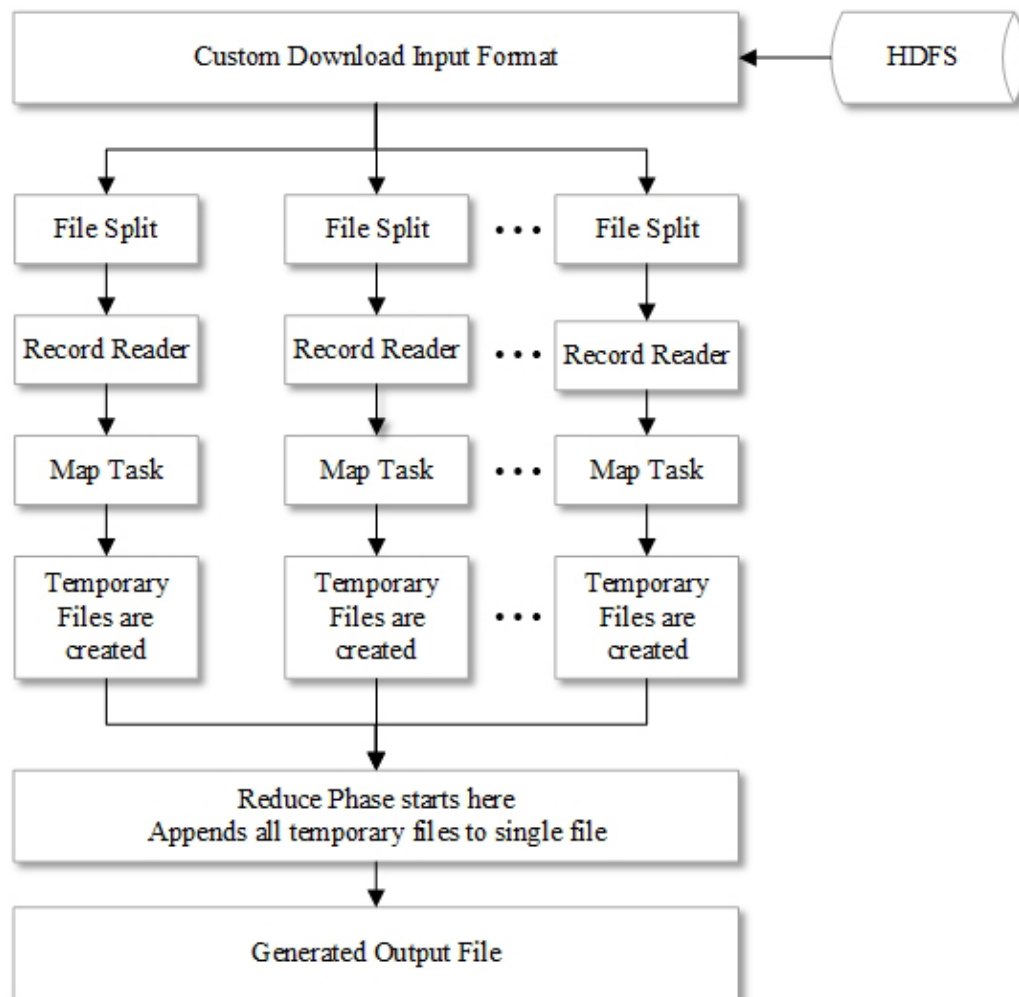 Custom Download Input Format
HDFS
File Split
File Split
• • •
File Split
Record Reader
Record Reader
• • •
Record Reader
Map Task
Map Task
• • •
Map Task
Temporary
Files are
created
Temporary
Files are
created
• • •
Temporary
Files are
created
Reduce Phase starts here
Appends all temporary files to single file
Generated Output File